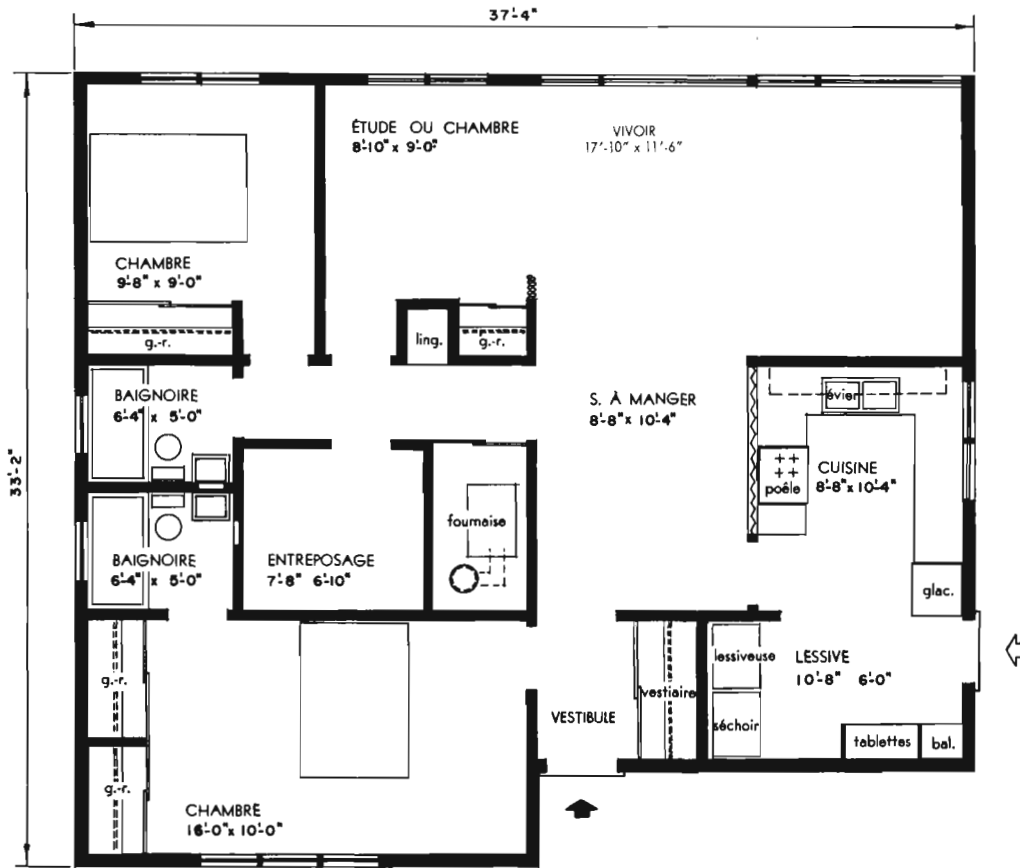 37'-4"
ÉTUDE OU CHAMBRE
8'-10" x 9'-0"
VIVOIR
17'-10" x 11'-6"
CHAMBRE
9'-8" x 9'-0"
g.-r.
ling.
g.-r.
33'-2"
BAIGNOIRE
6'-4" x 5'-0"
S. À MANGER
8'-8" x 10'-4"
évier
poêle
CUISINE
8'-8" x 10'-4"
glac.
fournaise
BAIGNOIRE
6'-4" x 5'-0"
ENTREPOSAGE
7'-8" 6'-10"
g.-r.
g.-r.
CHAMBRE
16'-0" x 10'-0"
VESTIBULE
vestiaire
lessiveuse
séchoir
LESSIVE
10'-8" 6'-0"
tablettes
bal.